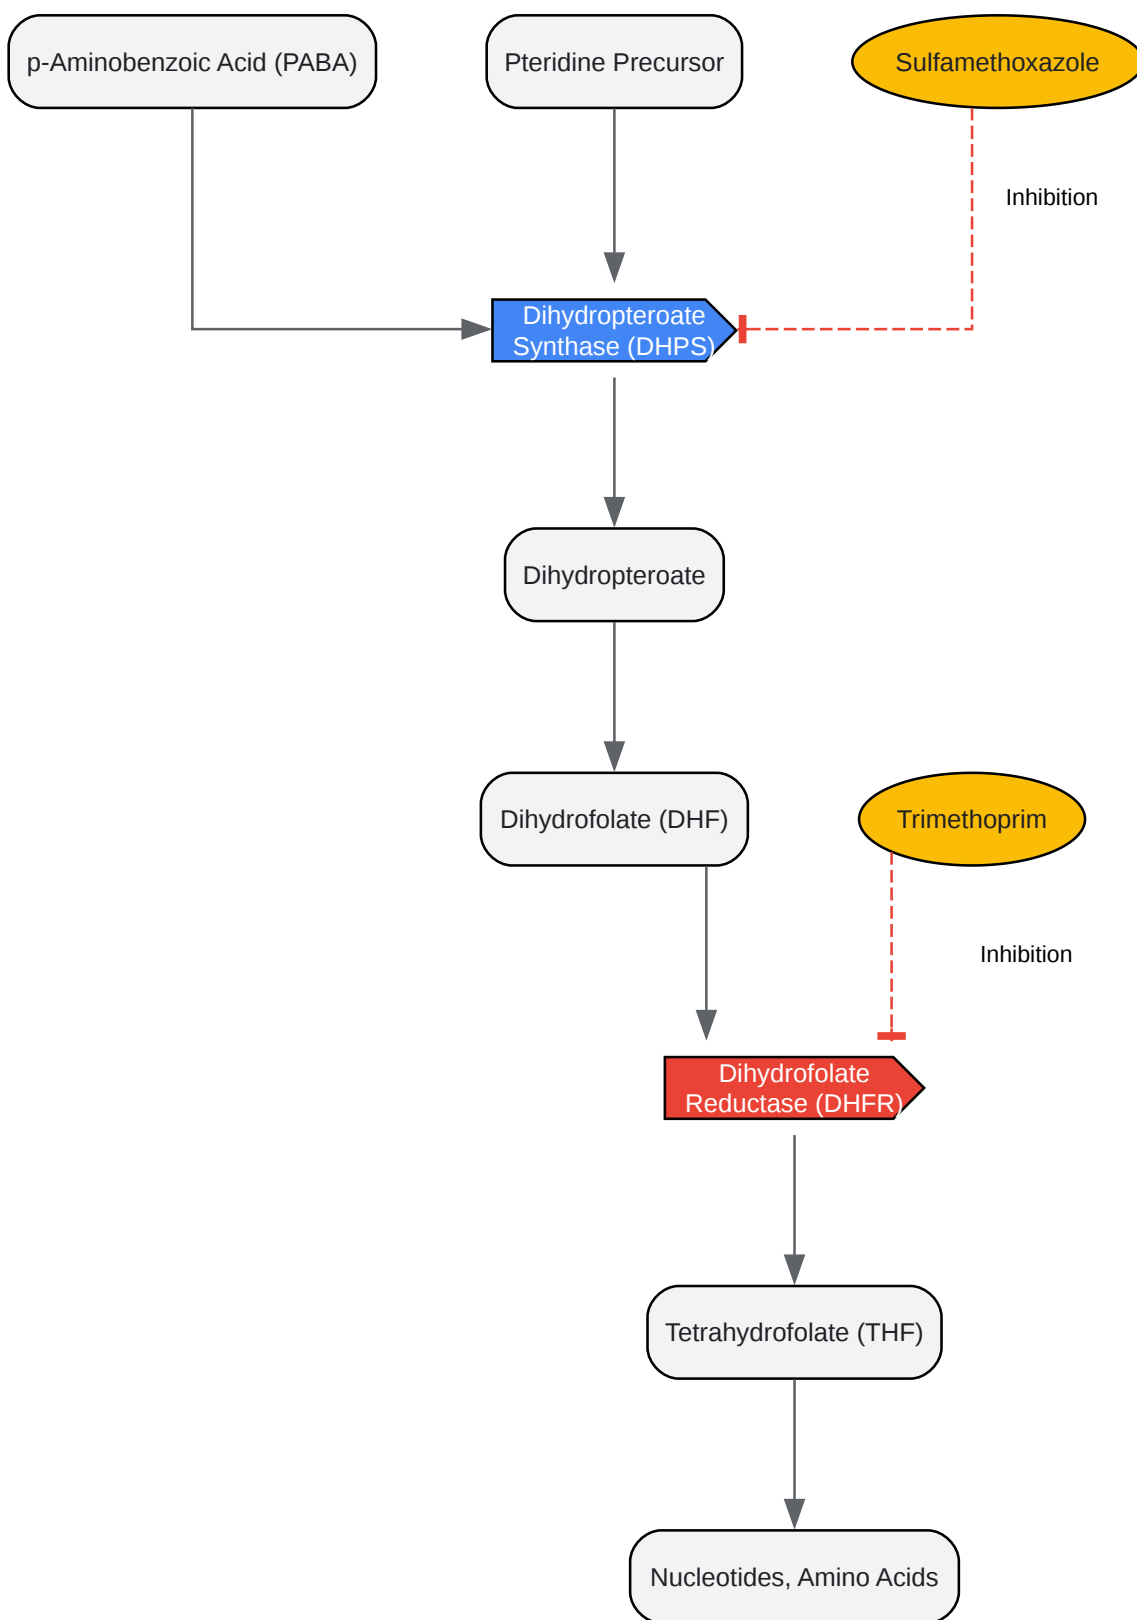 p-Aminobenzoic Acid (PABA)
Pteridine Precursor
Sulfamethoxazole
Inhibition
Dihydropteroate
Synthase (DHPS)
Dihydropteroate
Dihydrofolate (DHF)
Trimethoprim
Inhibition
Dihydrofolate
Reductase (DHFR)
Tetrahydrofolate (THF)
Nucleotides, Amino Acids